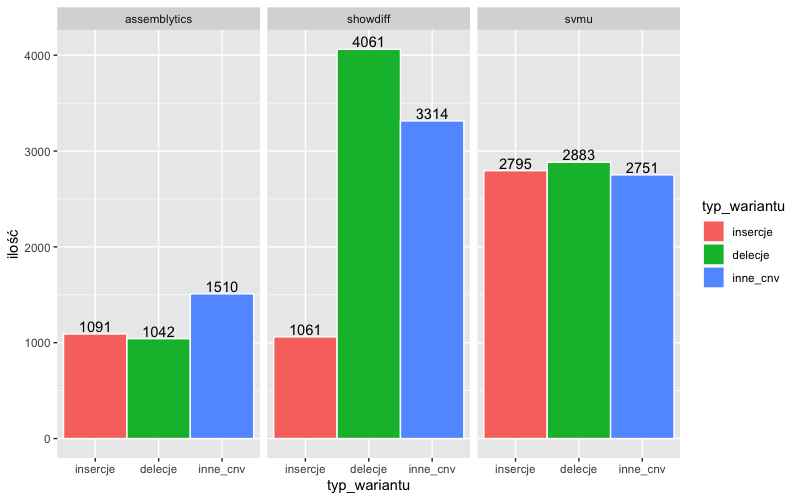 assemblytics showdiff svmu
ilość
4000
3000
2000
1000
0
1091 1042 1510
1061 4061 3314
2795 2883 2751
insercje delecje inne_cnv insercje delecje inne_cnv insercje delecje inne_cnv
typ_wariantu
typ_wariantu
insercje
delecje
inne_cnv